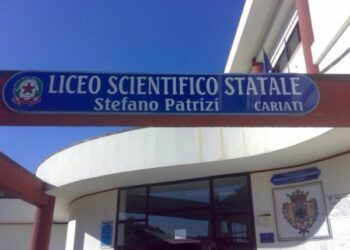 LICEO SCIENTIFICO STATALE
Stefano Patrizi CARIATI